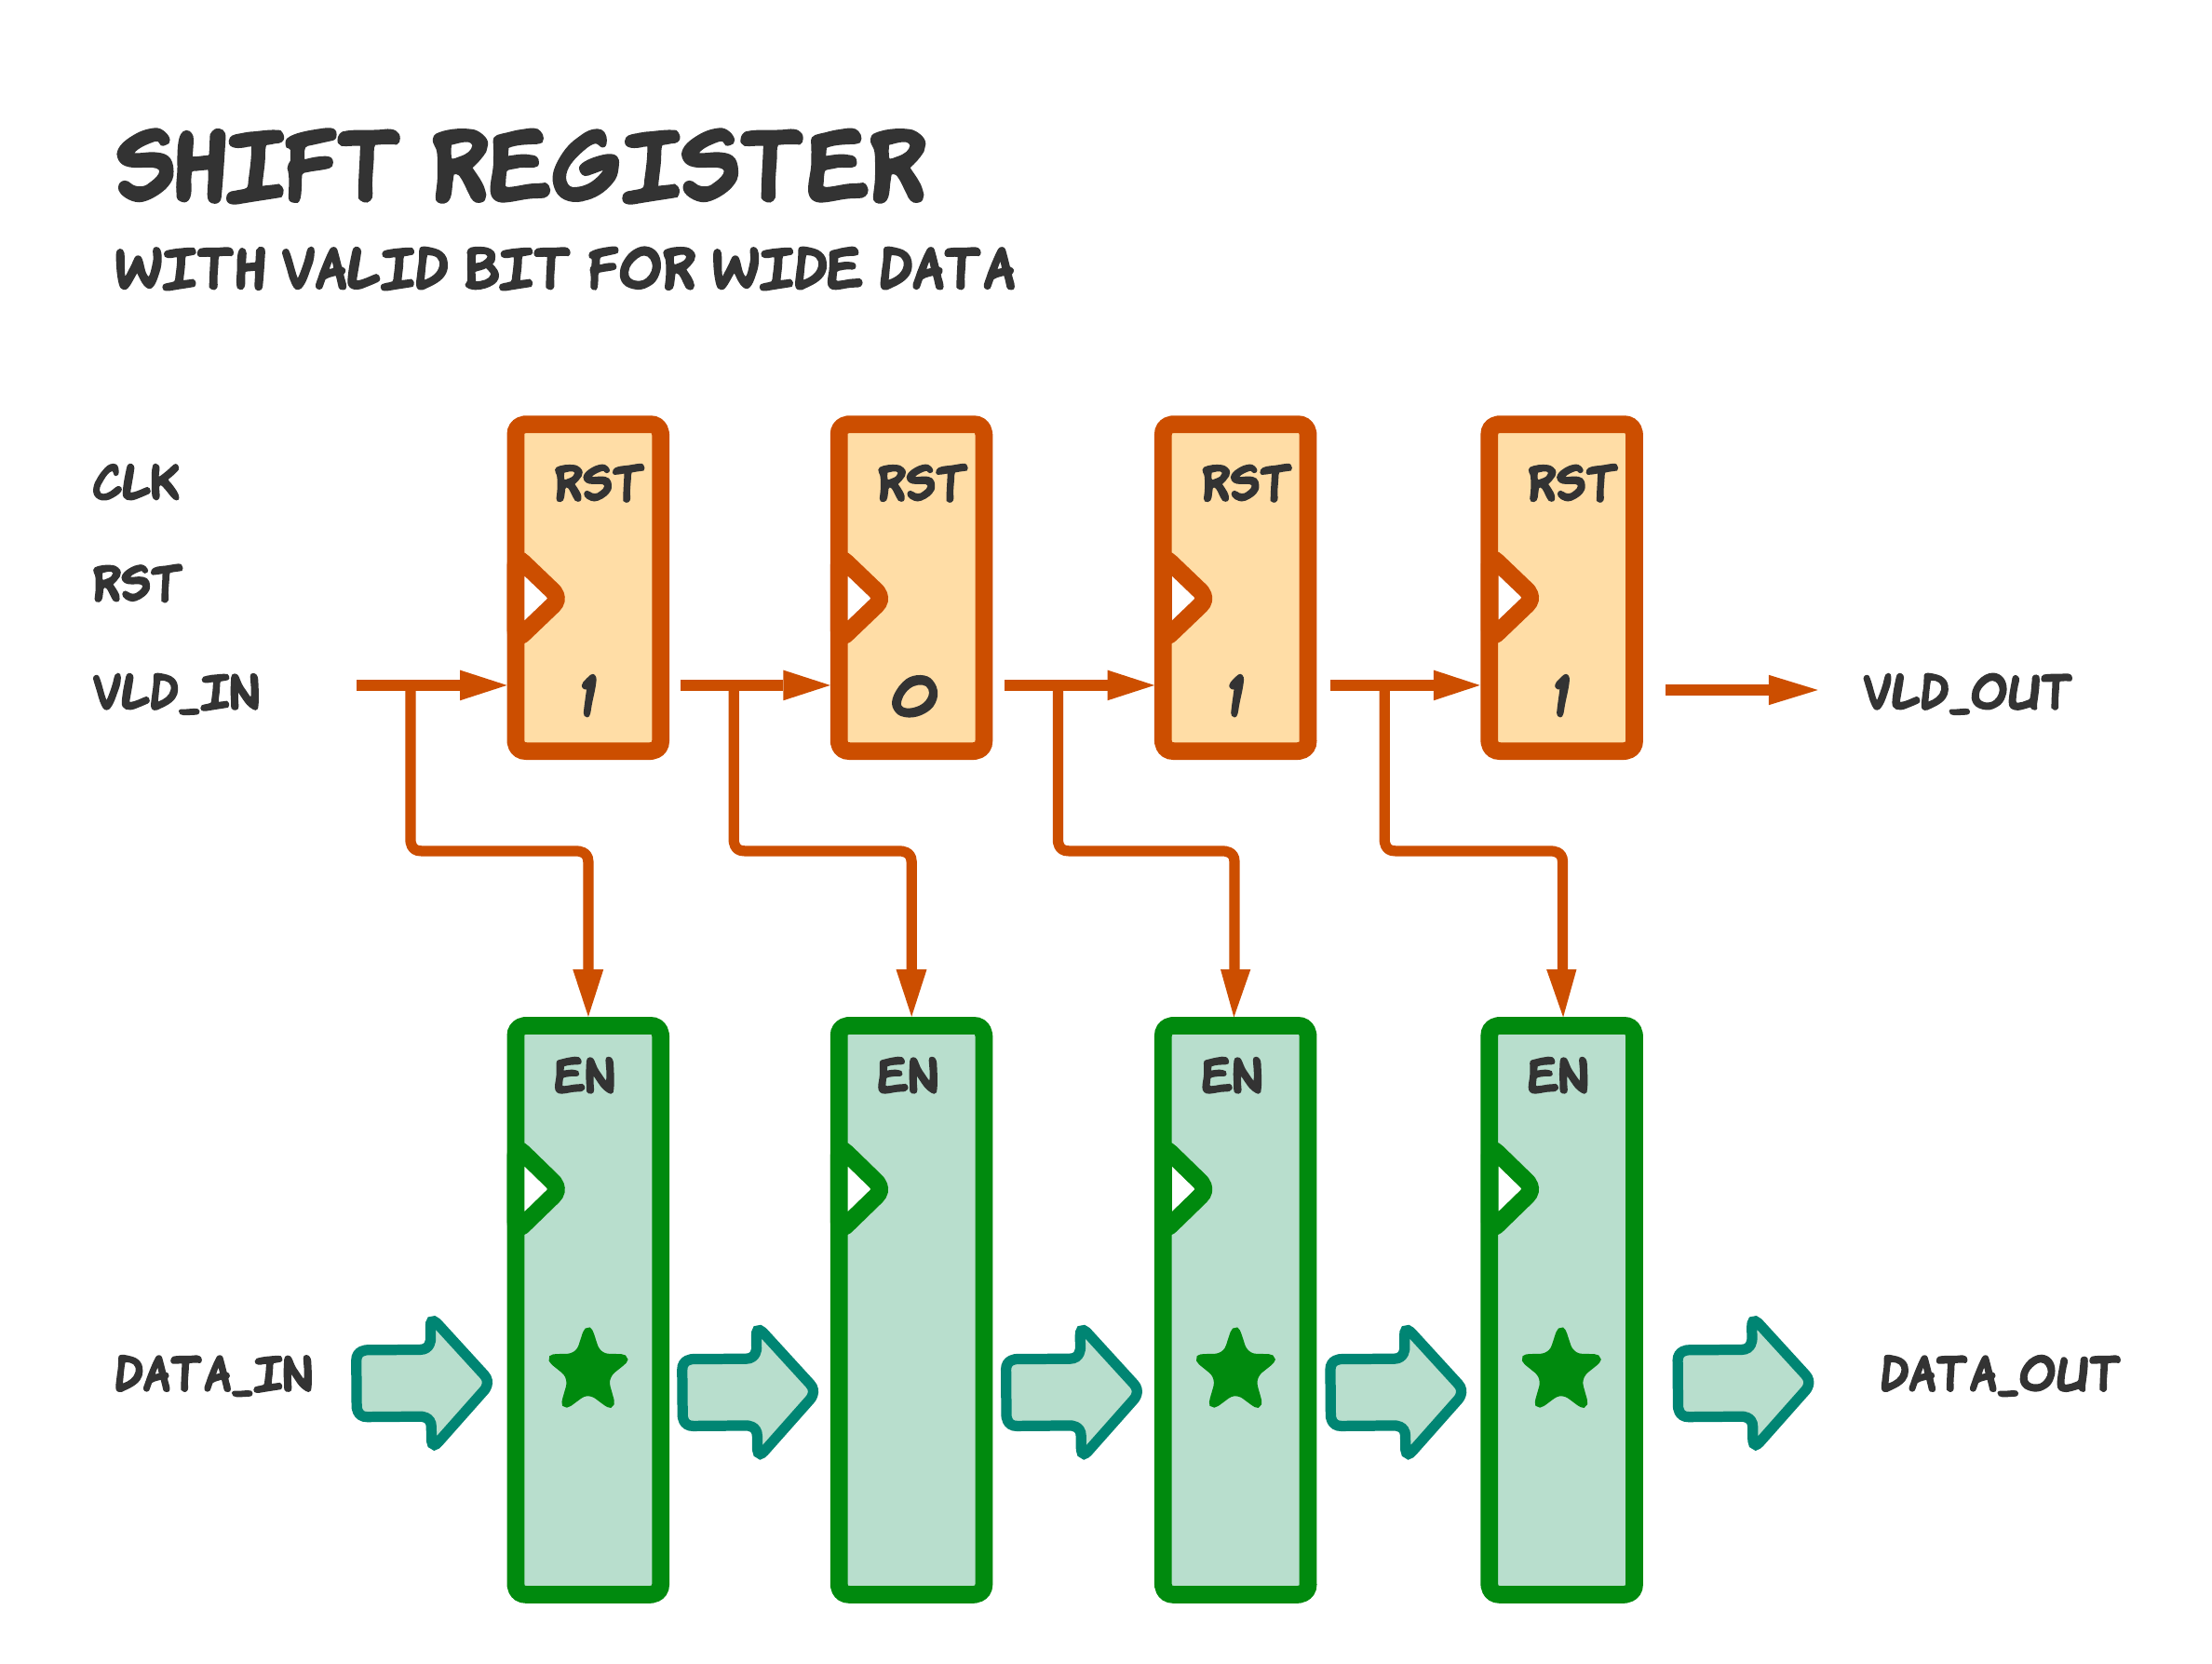 SHIFT REGISTER
WITH VALID BIT FOR WIDE DATA
CLK
RST RST RST RST
RST
VLD_IN
1 0 1 1
VLD_OUT
EN EN EN EN
DATA_IN
DATA_OUT